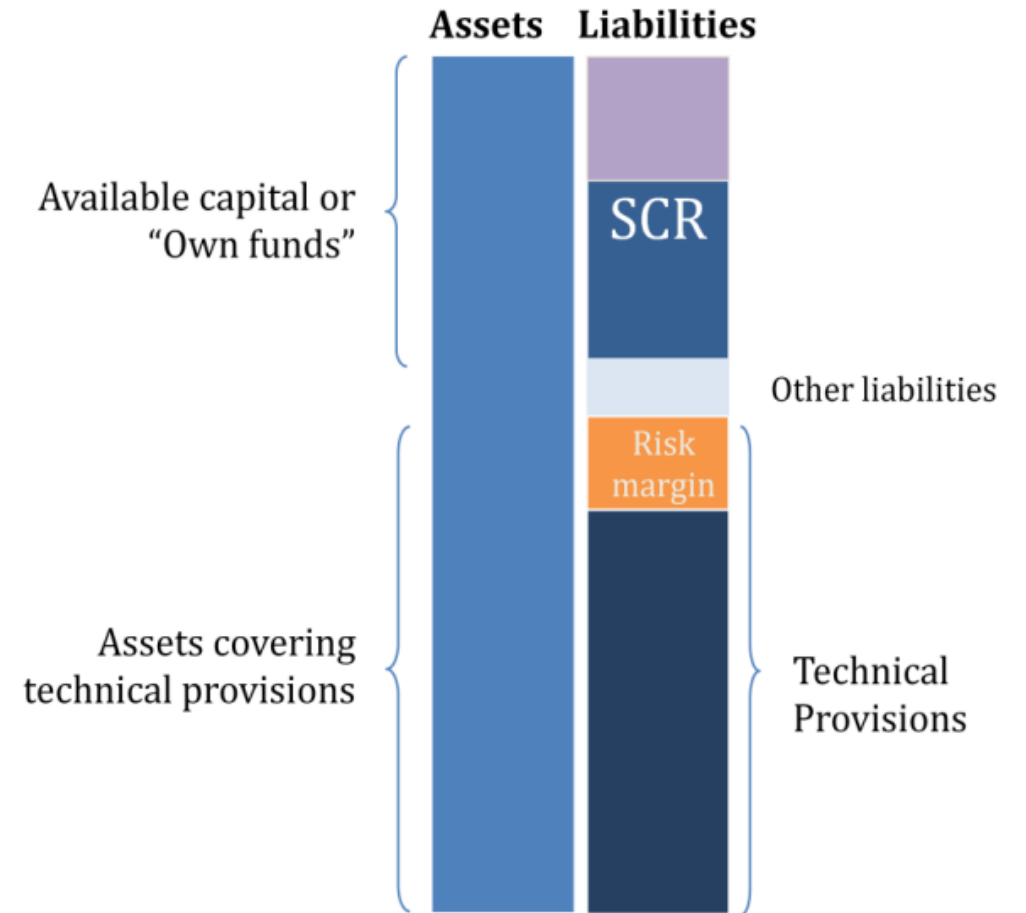 Assets Liabilities
Available capital or
“Own funds”
SCR
Other liabilities
Risk
margin
Assets covering
technical provisions
Technical
Provisions